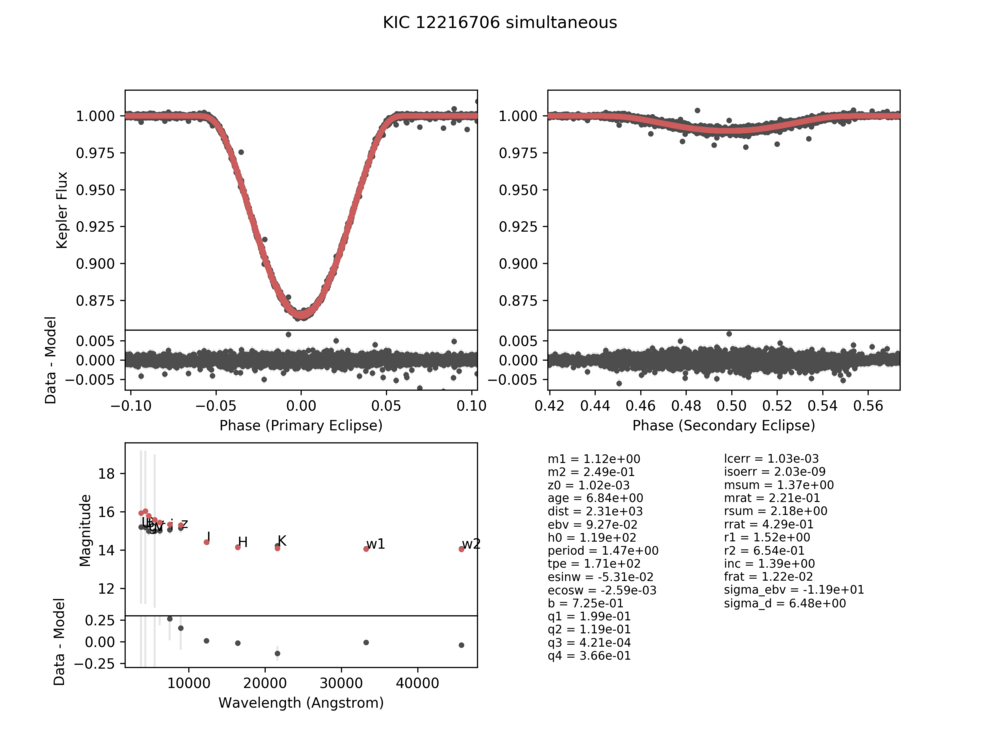 KIC 12216706 simultaneous
1.000
0.975
0.950
0.925
0.900
0.875
Kepler Flux
0.005
0.000
−0.005
Data - Model
−0.10 −0.05 0.00 0.05 0.10
Phase (Primary Eclipse)
1.000
0.975
0.950
0.925
0.900
0.875
0.005
0.000
−0.005
0.42 0.44 0.46 0.48 0.50 0.52 0.54 0.56
Phase (Secondary Eclipse)
18
16
14
12
Magnitude
i z
J
H
K
w1
w2
0.25
0.00
−0.25
Data - Model
10000 20000 30000 40000
Wavelength (Angstrom)
m1 = 1.12e+00
m2 = 2.49e-01
z0 = 1.02e-03
age = 6.84e+00
dist = 2.31e+03
ebv = 9.27e-02
h0 = 1.19e+02
period = 1.47e+00
tpe = 1.71e+02
esinw = -5.31e-02
ecosw = -2.59e-03
b = 7.25e-01
q1 = 1.99e-01
q2 = 1.19e-01
q3 = 4.21e-04
q4 = 3.66e-01
lcerr = 1.03e-03
isoerr = 2.03e-09
msum = 1.37e+00
mrat = 2.21e-01
rsum = 2.18e+00
rrat = 4.29e-01
r1 = 1.52e+00
r2 = 6.54e-01
inc = 1.39e+00
frat = 1.22e-02
sigma_ebv = -1.19e+01
sigma_d = 6.48e+00